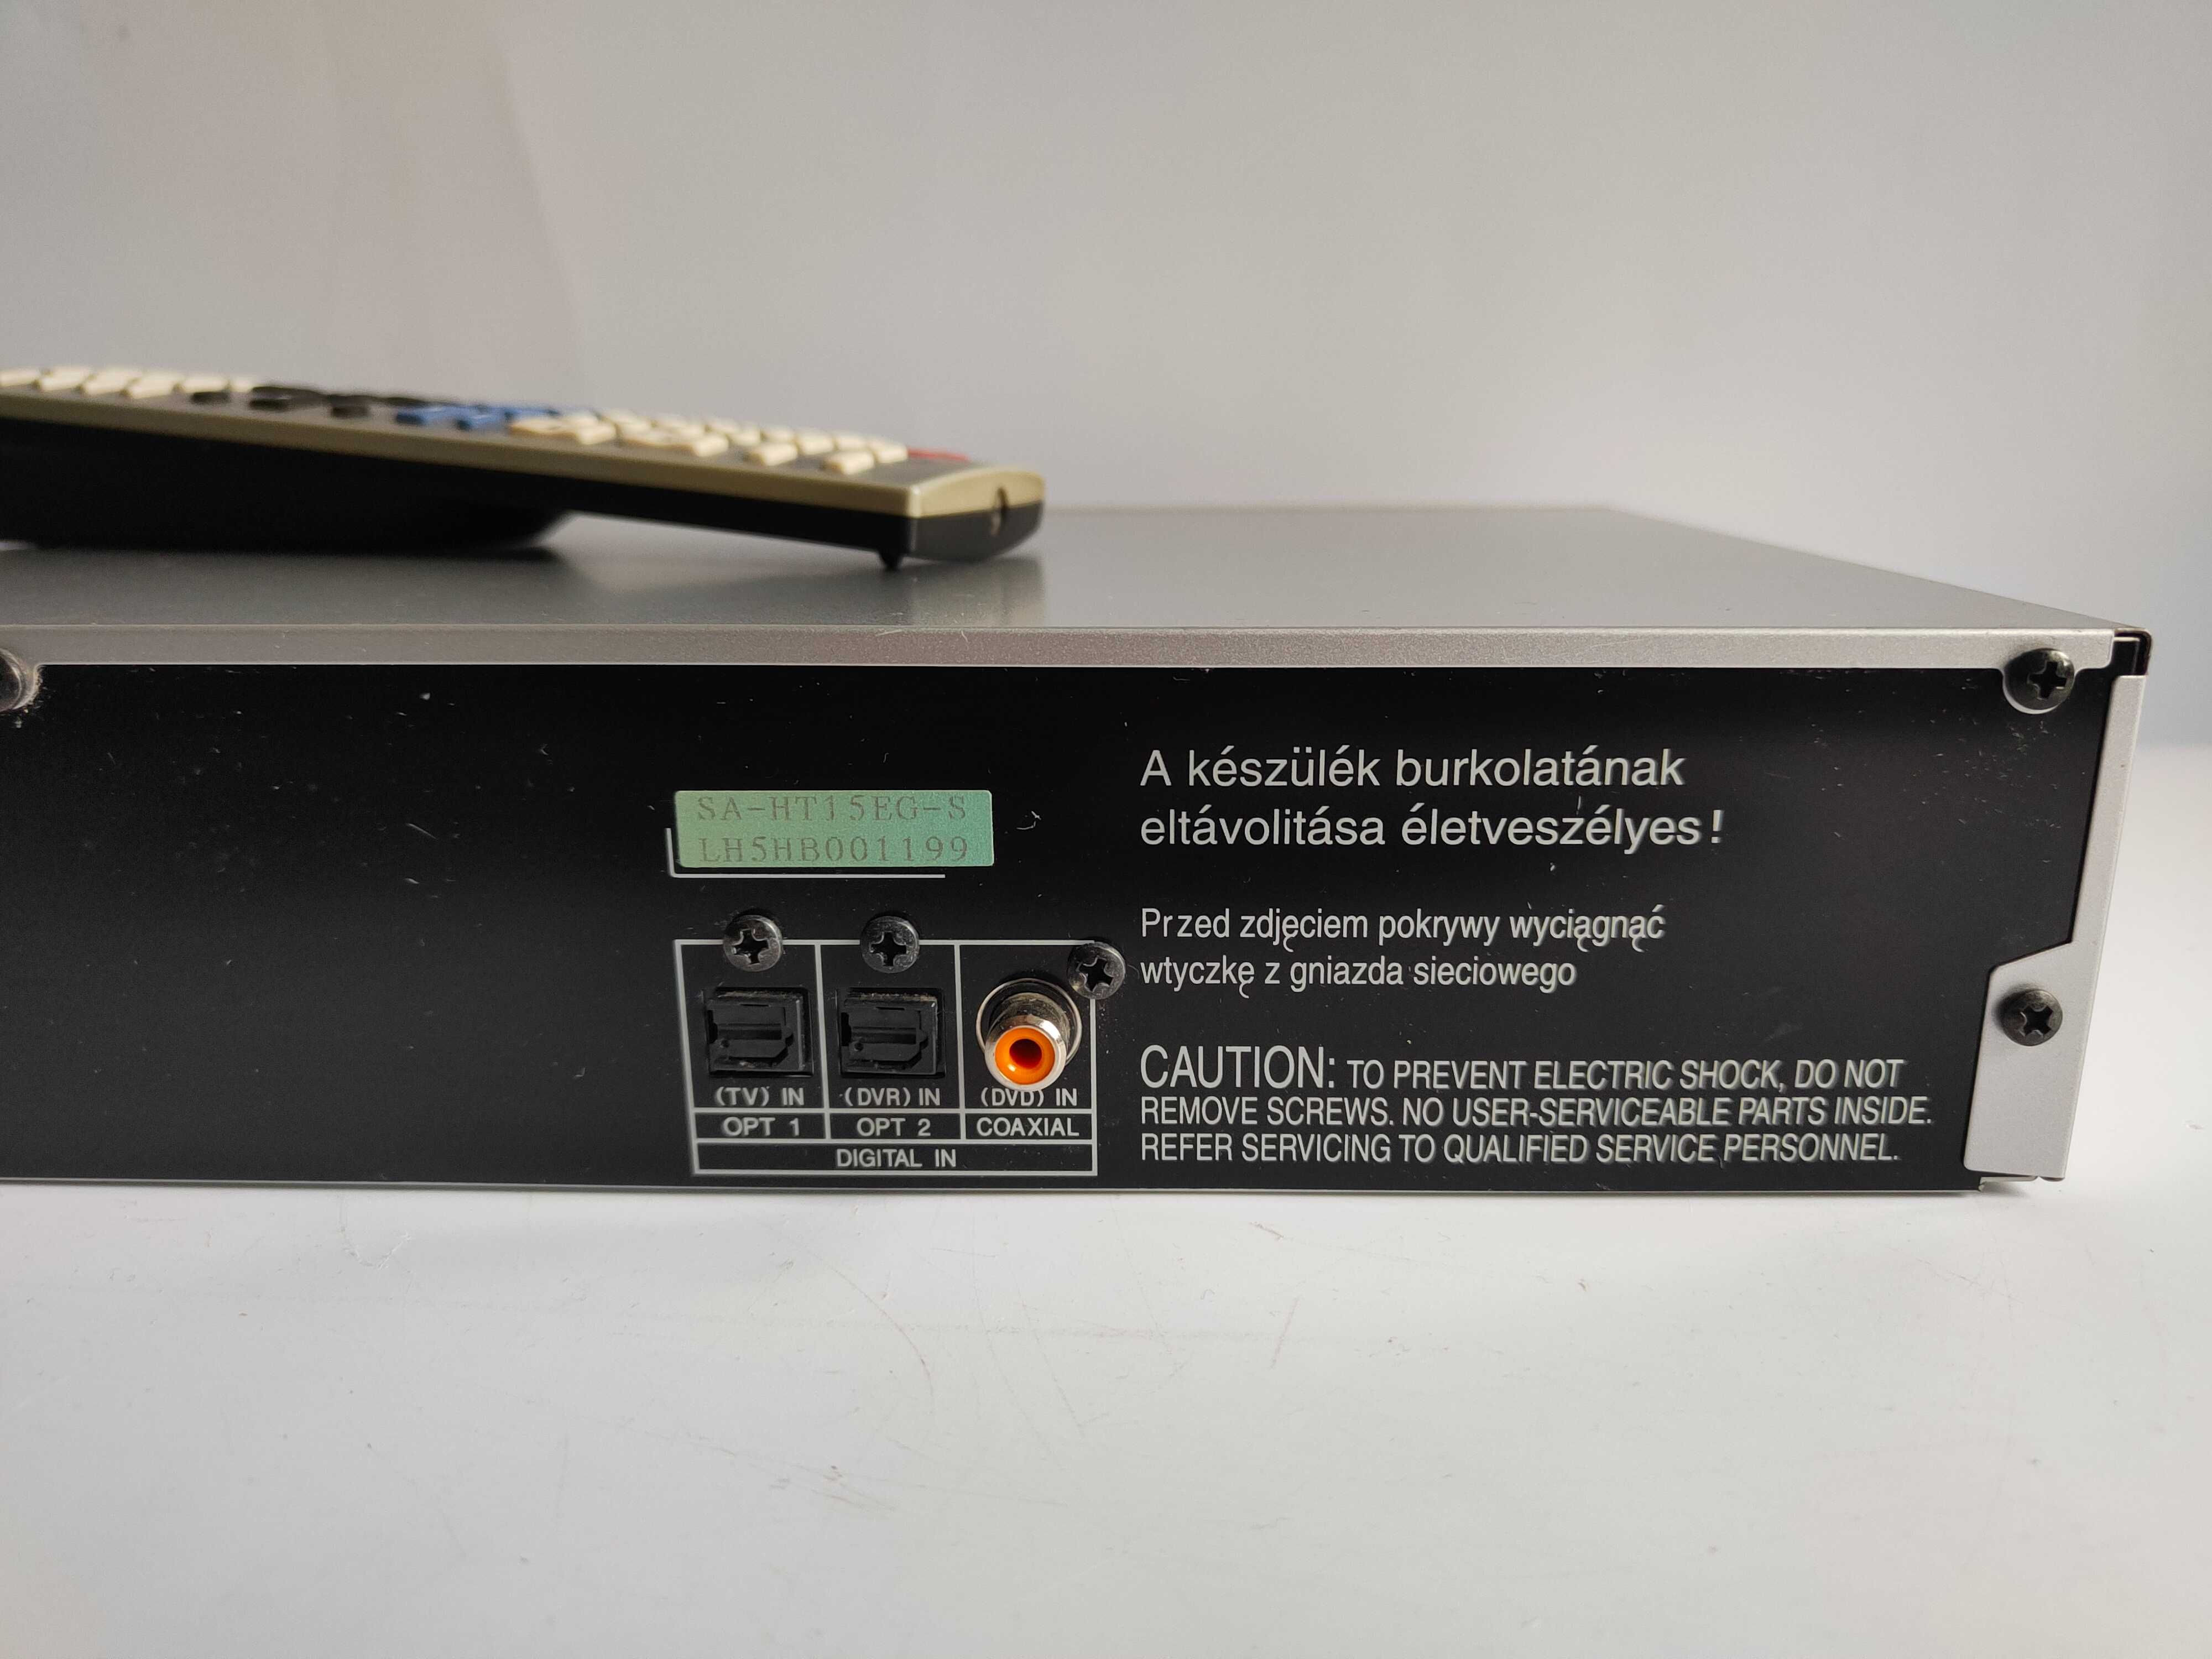 SA-HT15EG-S
LH5HB001199
A készülék burkolatának
eltávolitása életveszélyes!
Przed zdjęciem pokrywy wyciągnąć
wtyczkę z gniazda sieciowego
CAUTION: TO PREVENT ELECTRIC SHOCK, DO NOT
REMOVE SCREWS. NO USER-SERVICEABLE PARTS INSIDE.
REFER SERVICING TO QUALIFIED SERVICE PERSONNEL.
(TV) IN (DVR) IN (DVD) IN
OPT 1 OPT 2 COAXIAL
DIGITAL IN